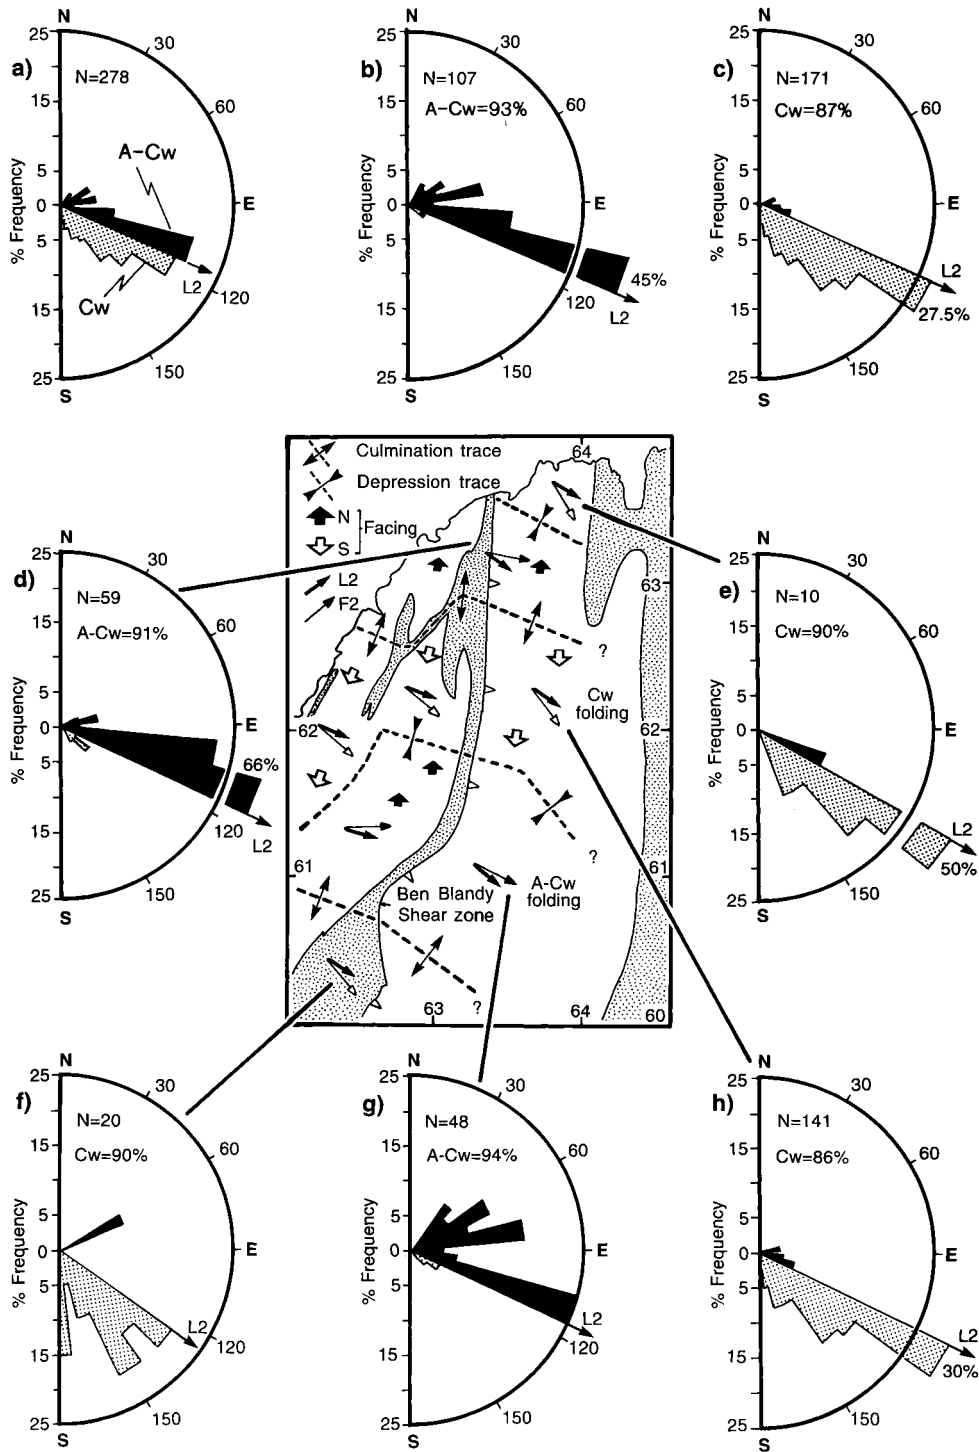 a)
N
25
15
5
0
5
15
25
S
% Frequency
30
60
E
120
150
N=278
A-Cw
Cw
L2
b)
N
25
15
5
0
5
15
25
S
% Frequency
30
60
E
120
150
N=107
A-Cw=93%
45%
L2
c)
N
25
15
5
0
5
15
25
S
% Frequency
30
60
E
150
N=171
Cw=87%
L2
27.5%
Culmination trace
Depression trace
N
S
Facing
L2
F2
64
63
62
62
61
61
63
64
60
?
?
?
Cw
folding
A-Cw
folding
Ben Blandy
Shear zone
d)
N
25
15
5
0
5
15
25
S
% Frequency
30
60
E
120
150
N=59
A-Cw=91%
66%
L2
e)
N
25
15
5
0
5
15
25
S
% Frequency
30
60
E
150
N=10
Cw=90%
L2
50%
f)
N
25
15
5
0
5
15
25
S
% Frequency
30
60
E
120
150
N=20
Cw=90%
L2
g)
N
25
15
5
0
5
15
25
S
% Frequency
30
60
E
120
150
N=48
A-Cw=94%
L2
h)
N
25
15
5
0
5
15
25
S
% Frequency
30
60
E
150
N=141
Cw=86%
L2
30%